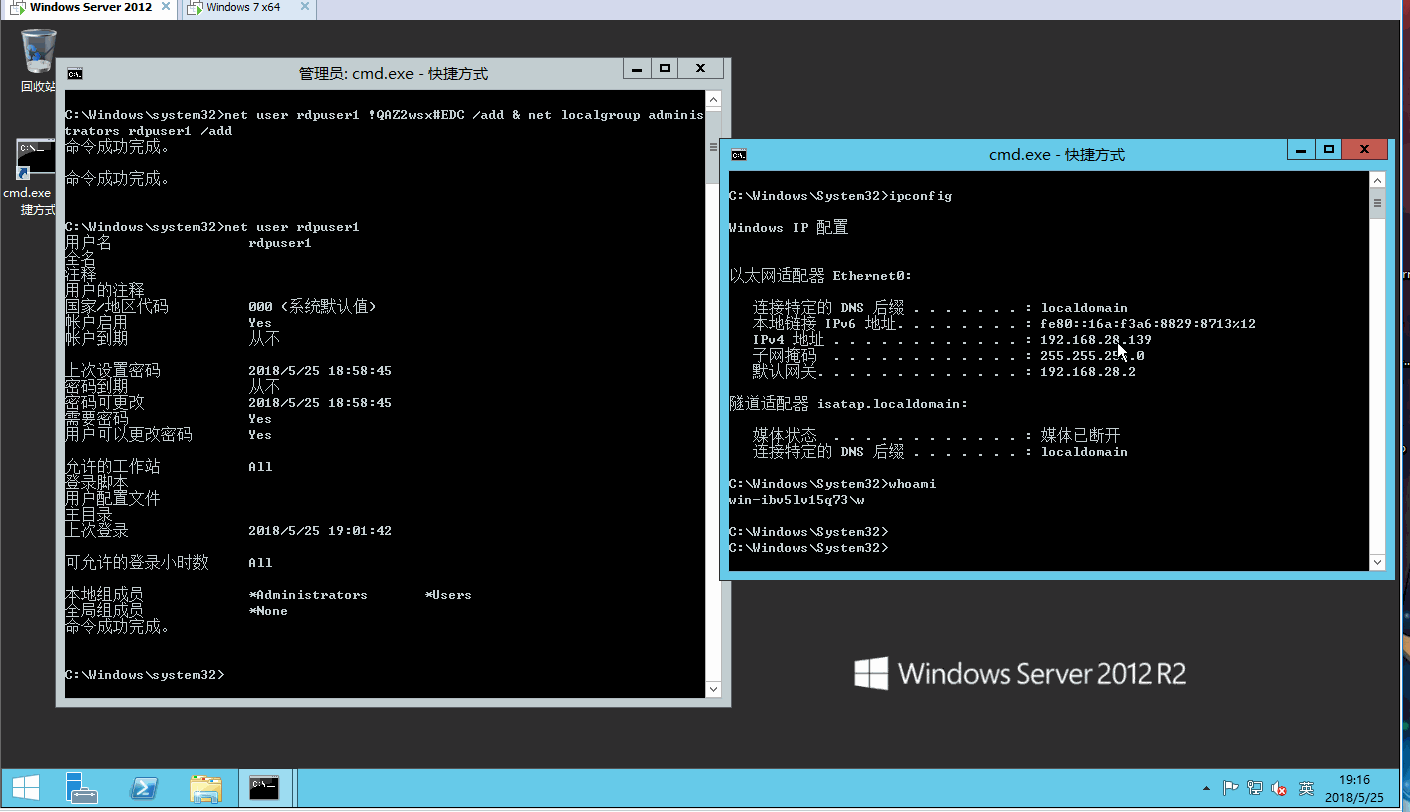 Windows Server 2012
Windows 7 x64
回收站
cmd.exe
捷方式
管理员: cmd.exe - 快捷方式
C:\Windows\system32>net user rdpuser1 !QAZ2wsx#EDC /add & net localgroup adminis
trators rdpuser1 /add
命令成功完成。
命令成功完成。
C:\Windows\system32>net user rdpuser1
用户名 rdpuser1
全名
注释
用户的注释
国家/地区代码 000 (系统默认值)
帐户启用 Yes
帐户到期 从不
上次设置密码 2018/5/25 18:58:45
密码到期 从不
密码可更改 2018/5/25 18:58:45
需要密码 Yes
用户可以更改密码 Yes
允许的工作站 All
登录脚本
用户配置文件
主目录
上次登录 2018/5/25 19:01:42
可允许的登录小时数 All
本地组成员 *Administrators *Users
全局组成员 *None
命令成功完成。
C:\Windows\system32>
cmd.exe - 快捷方式
C:\Windows\System32>ipconfig
Windows IP 配置
以太网适配器 Ethernet0:
连接特定的 DNS 后缀 . . . . . . . : localdomain
本地链接 IPv6 地址. . . . . . . . : fe80::16a:f3a6:8829:8713%12
IPv4 地址 . . . . . . . . . . . . : 192.168.28.139
子网掩码 . . . . . . . . . . . . : 255.255.255.0
默认网关. . . . . . . . . . . . . : 192.168.28.2
隧道适配器 isatap.localdomain:
媒体状态 . . . . . . . . . . . . : 媒体已断开
连接特定的 DNS 后缀 . . . . . . . : localdomain
C:\Windows\System32>whoami
win-ibv5lv15q73\w
C:\Windows\System32>
C:\Windows\System32>
Windows Server 2012 R2
英
19:16
2018/5/25